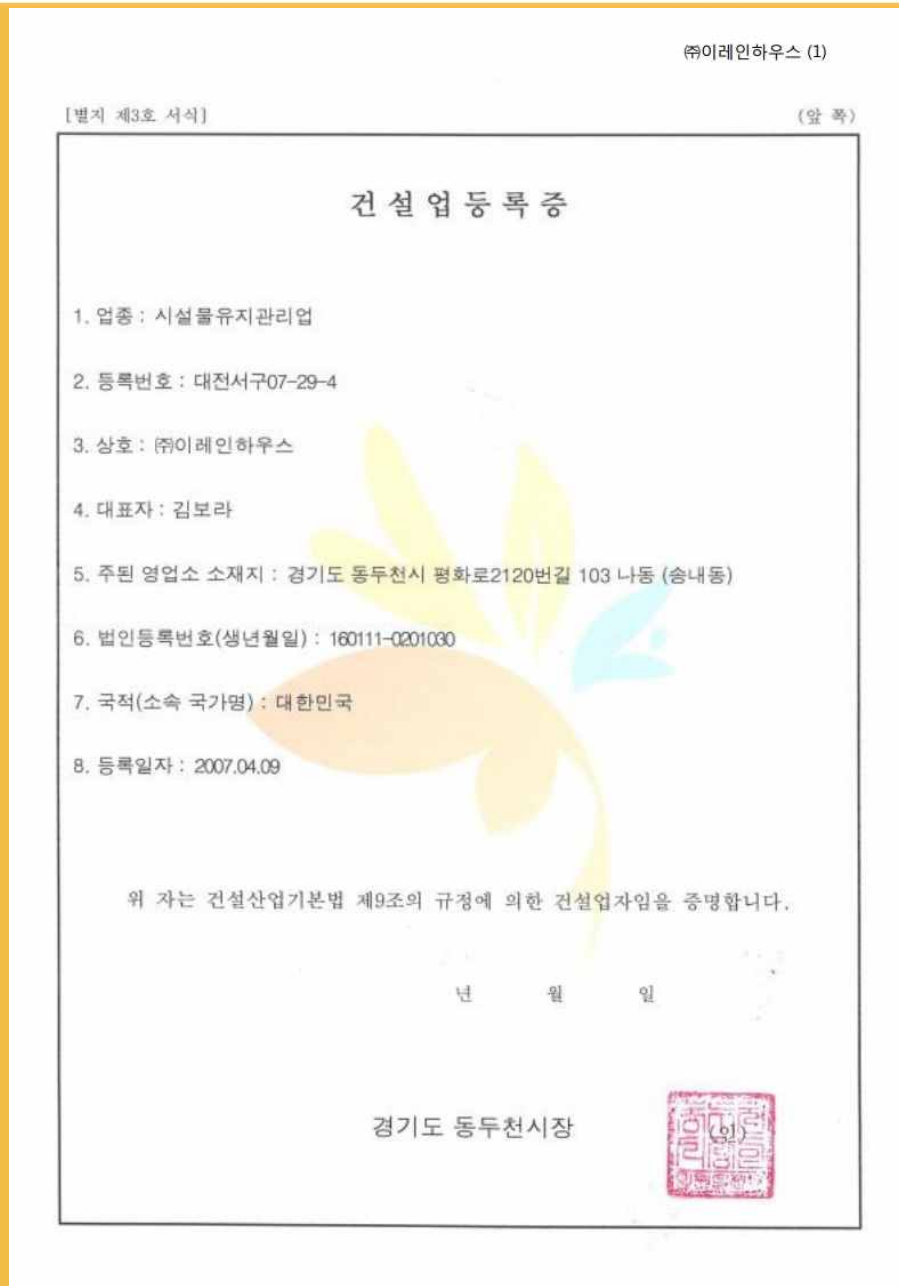 ㈜이레인하우스 (1)
[별지 제3호 서식] (앞 쪽)
건설업등록증
1. 업종 : 시설물유지관리업
2. 등록번호 : 대전서구07-29-4
3. 상호 : ㈜이레인하우스
4. 대표자 : 김보라
5. 주된 영업소 소재지 : 경기도 동두천시 평화로2120번길 103 나동 (송내동)
6. 법인등록번호(생년월일) : 160111-0201030
7. 국적(소속 국가명) : 대한민국
8. 등록일자 : 2007.04.09
위 자는 건설산업기본법 제9조의 규정에 의한 건설업자임을 증명합니다.
년 월 일
경기도 동두천시장 (인)